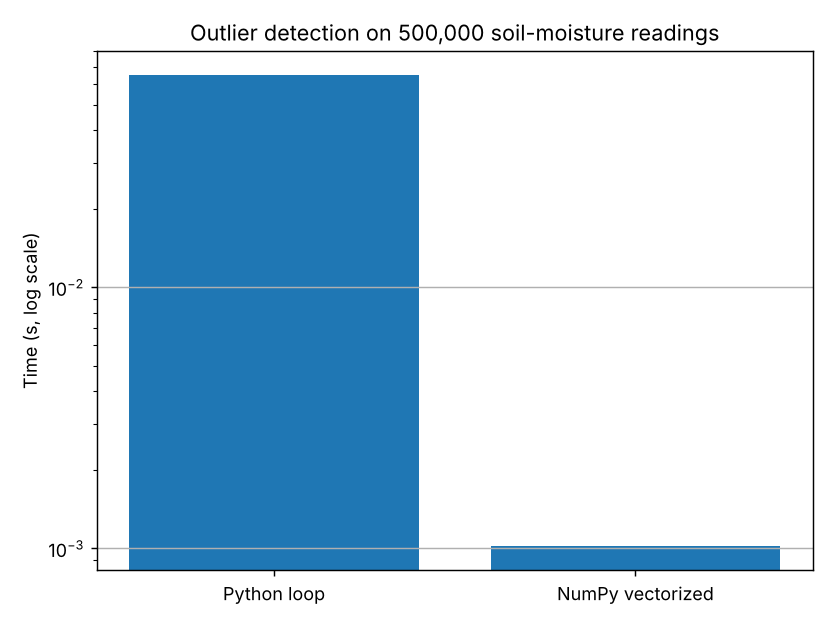 Outlier detection on 500,000 soil-moisture readings
Time (s, log scale)
10⁻²
10⁻³
Python loop
NumPy vectorized